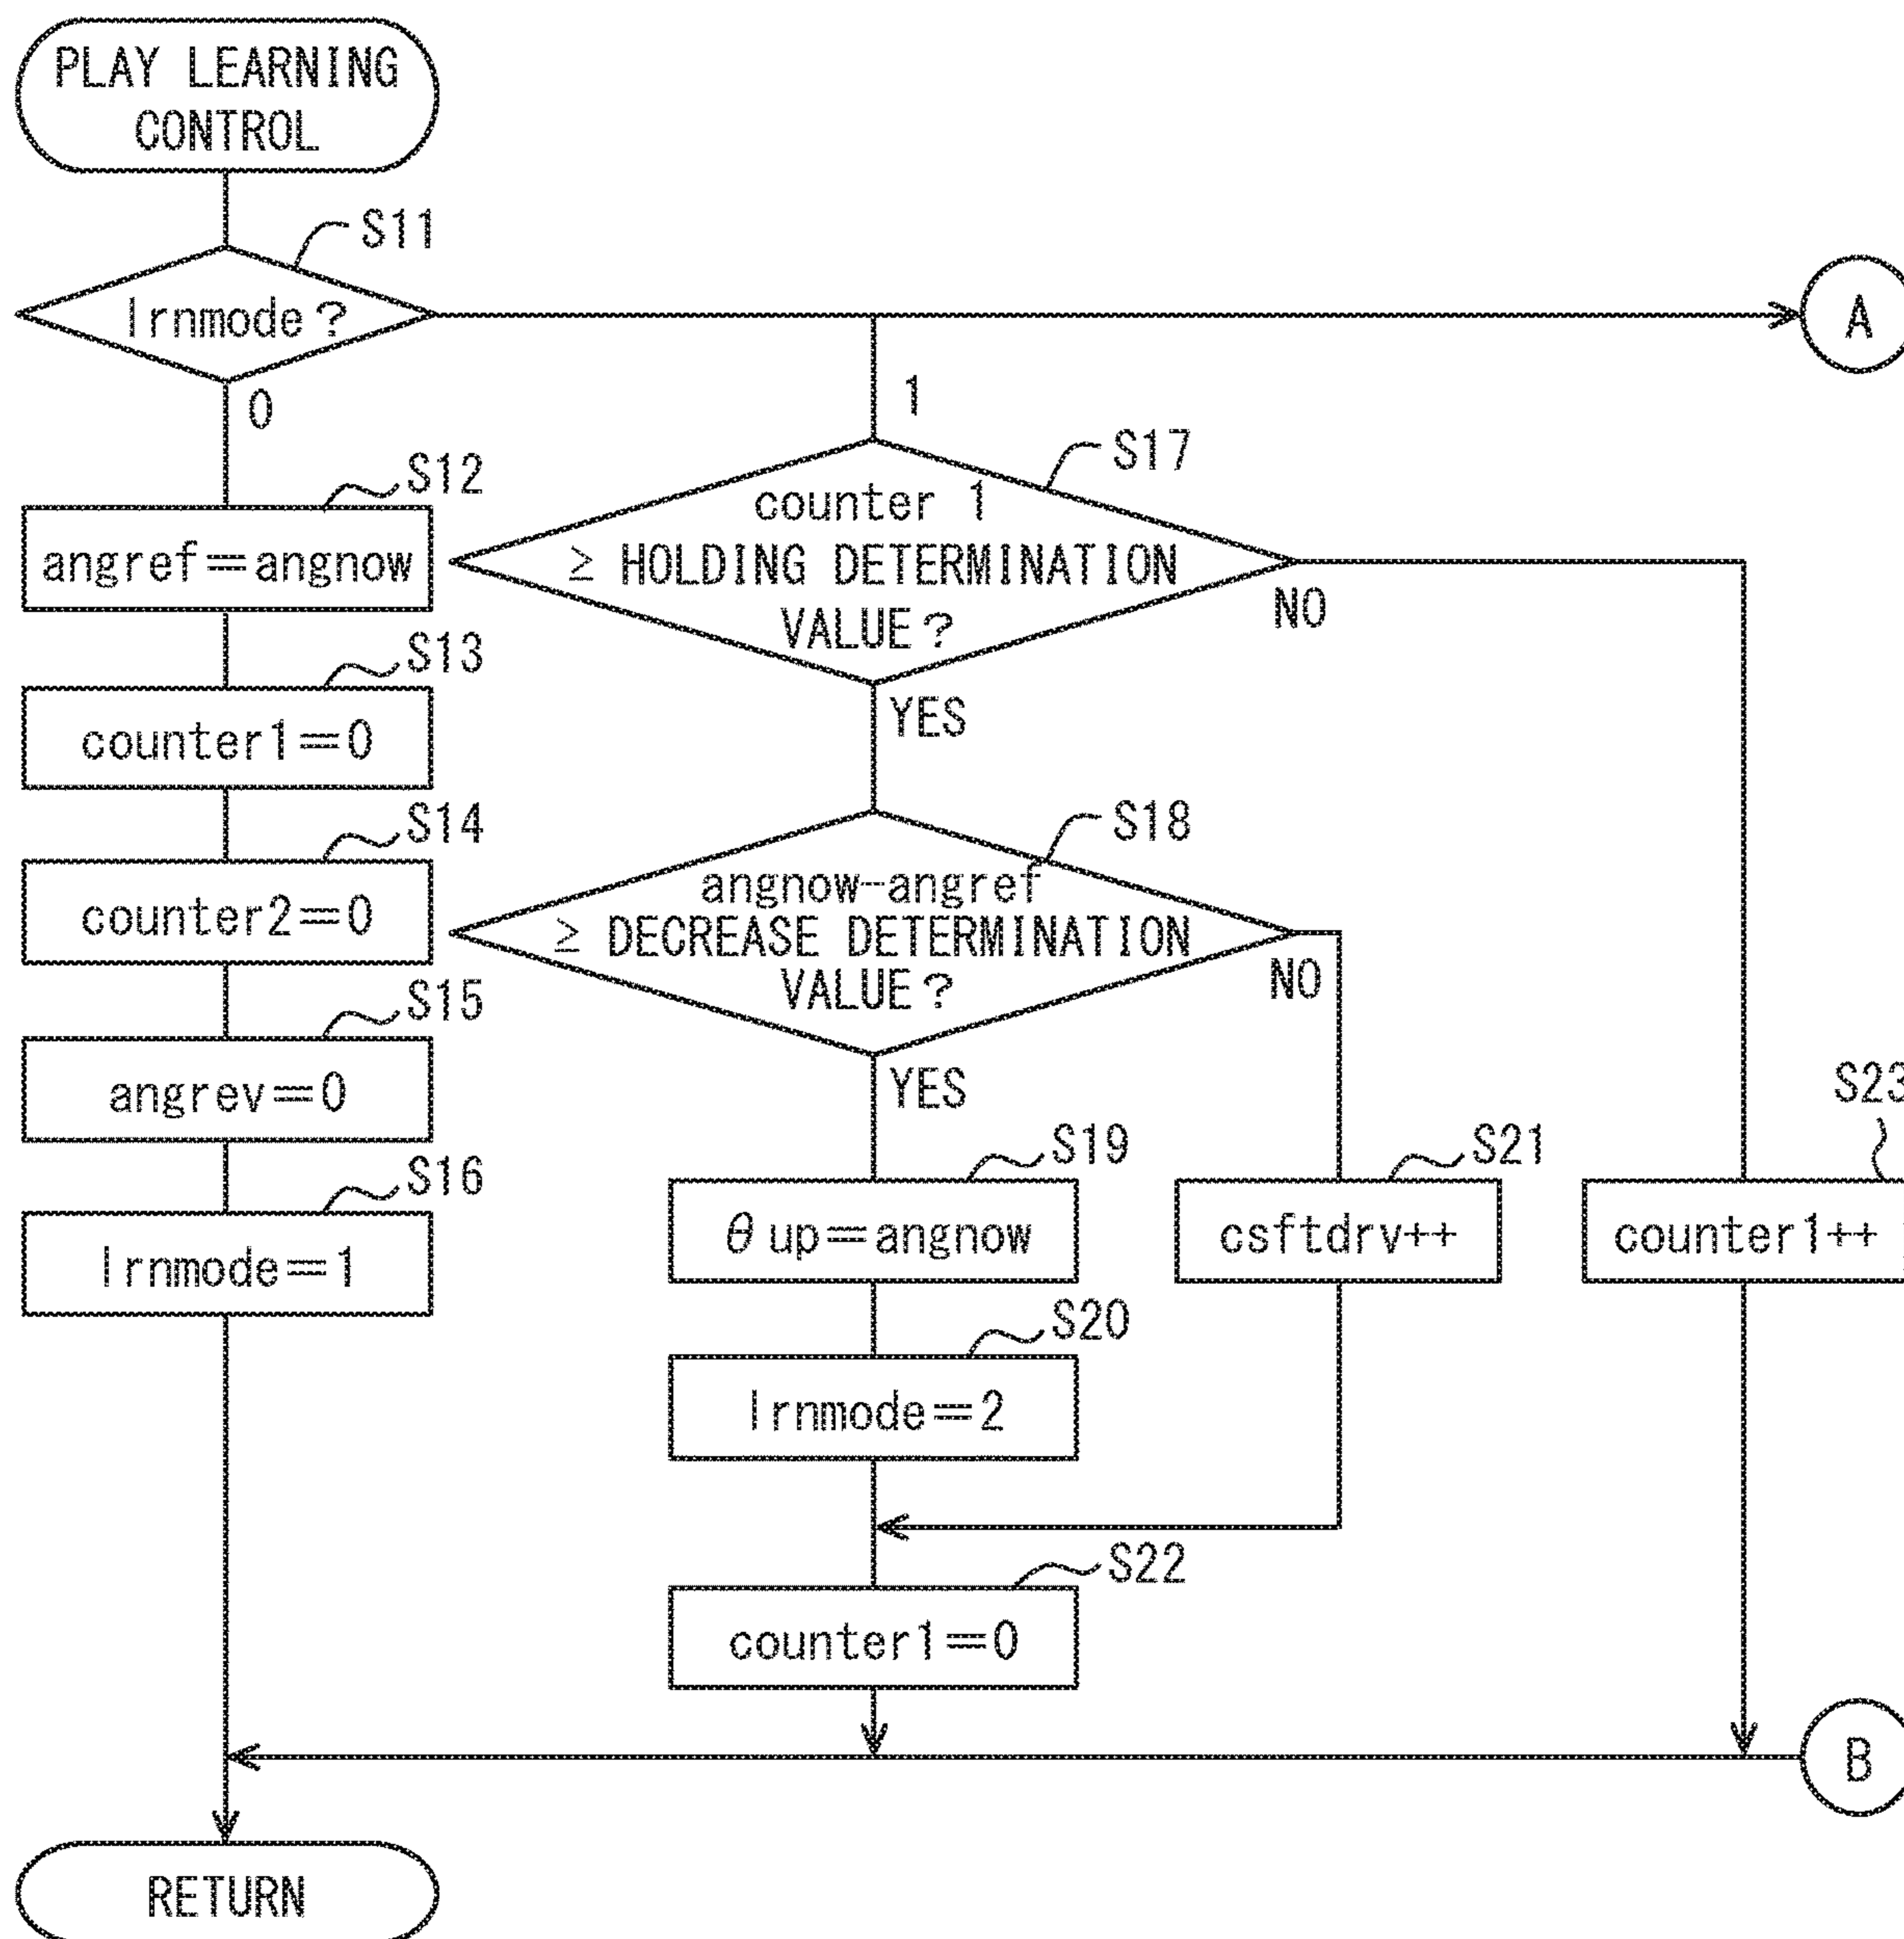 PLAY LEARNING
CONTROL
S11
lrnmode?
A
0
1
S12
angref=angnow
S13
counter1=0
S14
counter2=0
S15
angrev=0
S16
lrnmode=1
S17
counter 1
≥ HOLDING DETERMINATION
VALUE?
NO
YES
S18
angnow-angref
≥ DECREASE DETERMINATION
VALUE?
NO
YES
S19
θup=angnow
S20
lrnmode=2
S21
csftdrv++
S22
counter1=0
S23
counter1++
B
RETURN